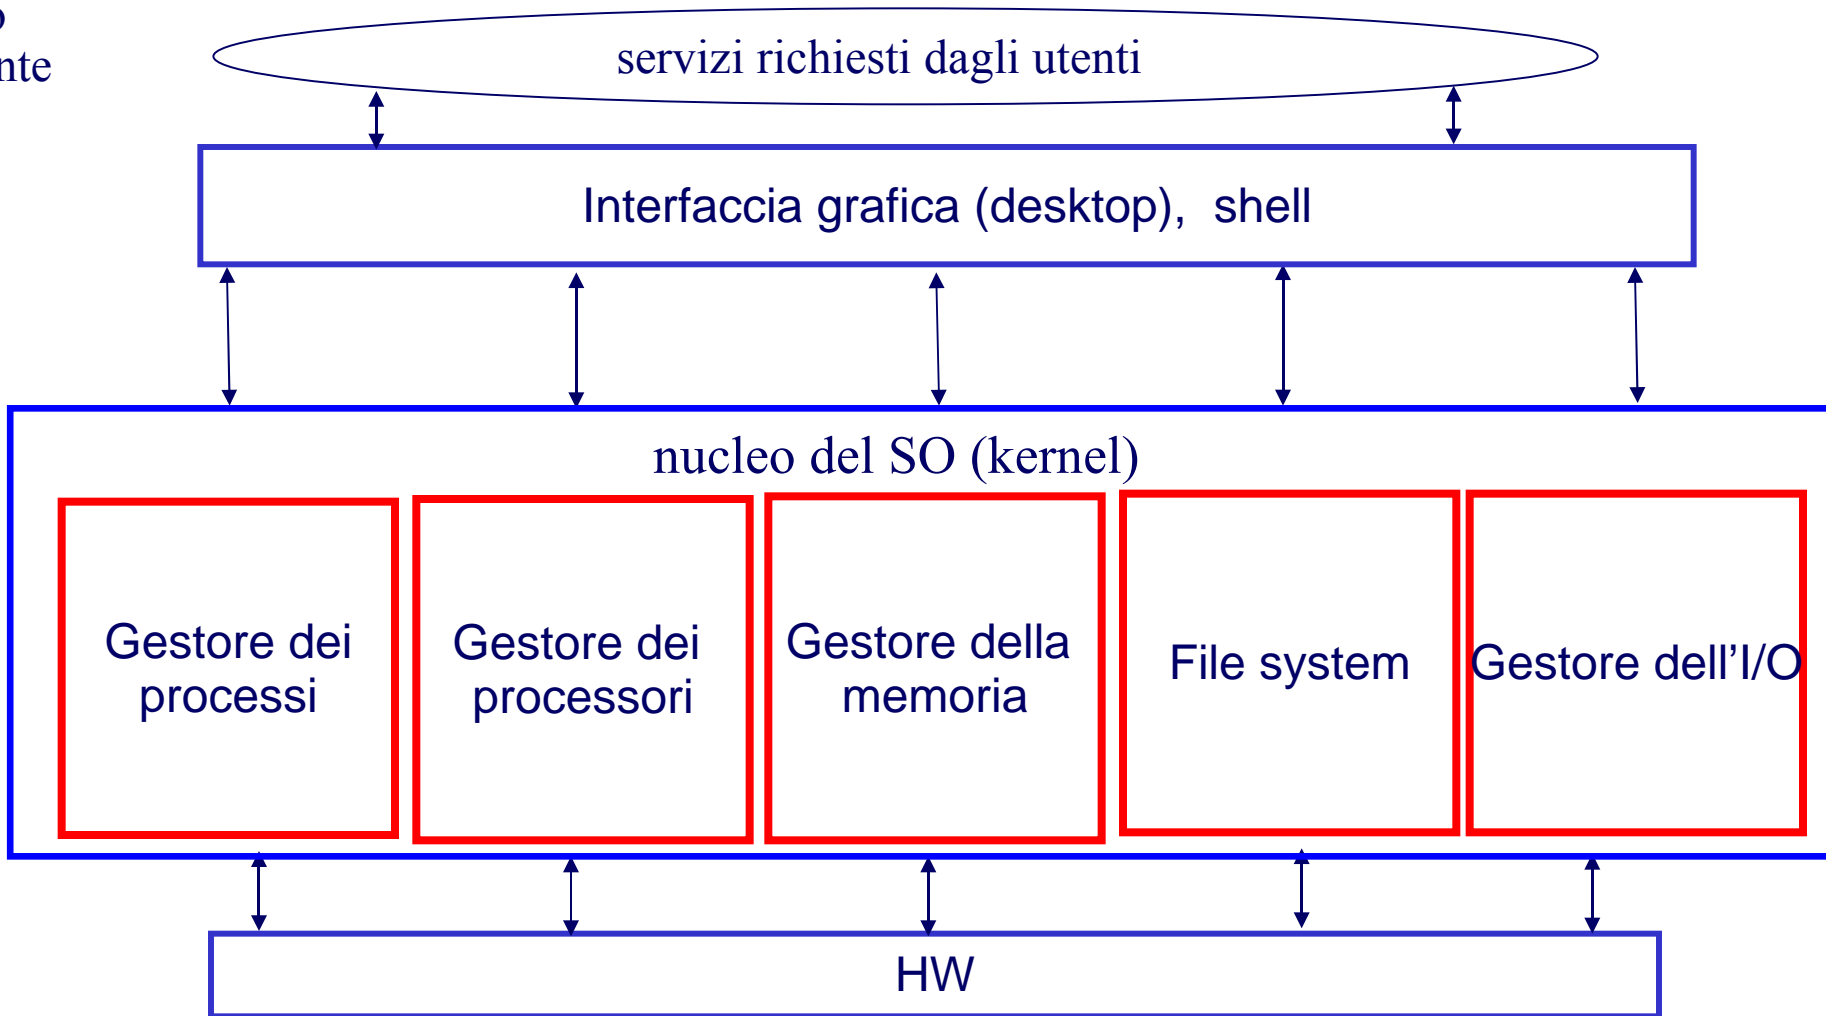 servizi richiesti dagli utenti
Interfaccia grafica (desktop), shell
nucleo del SO (kernel)
Gestore dei
processi
Gestore dei
processori
Gestore della
memoria
File system
Gestore dell’I/O
HW